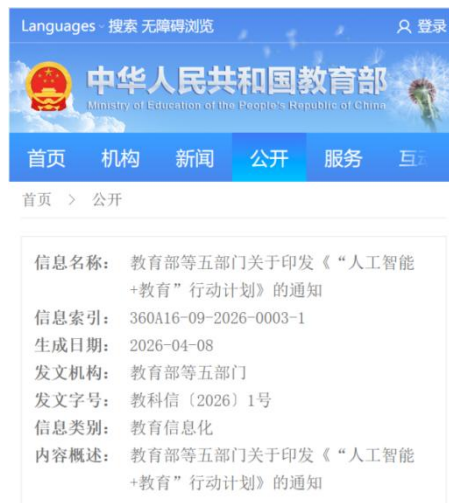 Languages 搜索 无障碍浏览 登录
中华人民共和国教育部
Ministry of Education of the People's Republic of China
首页 机构 新闻 公开 服务 互动
首页 > 公开
信息名称： 教育部等五部门关于印发《“人工智能
+教育”行动计划》的通知
信息索引： 360A16-09-2026-0003-1
生成日期： 2026-04-08
发文机构： 教育部等五部门
发文字号： 教科信〔2026〕1号
信息类别： 教育信息化
内容概述： 教育部等五部门关于印发《“人工智能
+教育”行动计划》的通知